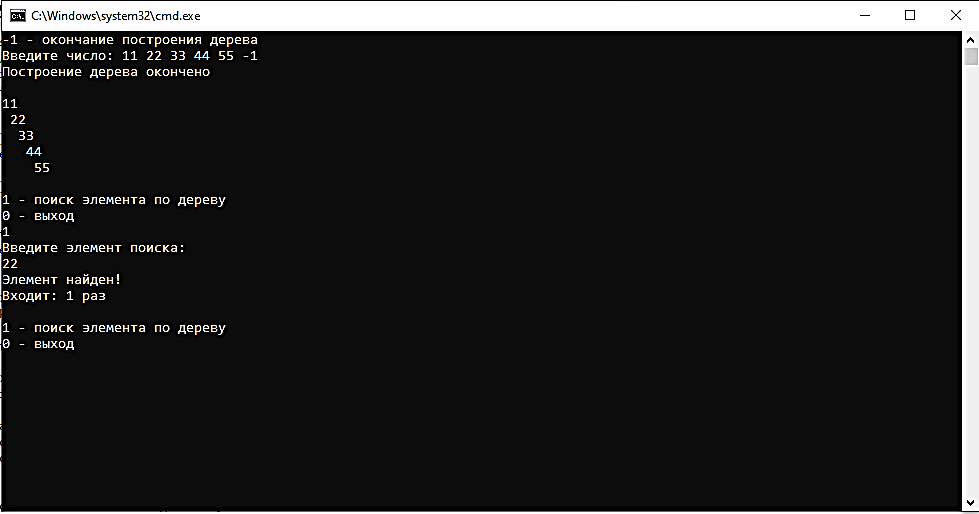 C:\Windows\system32\cmd.exe
-1 - окончание построения дерева
Введите число: 11 22 33 44 55 -1
Построение дерева окончено
11
22
33
44
55
1 - поиск элемента по дереву
0 - выход
1
Введите элемент поиска:
22
Элемент найден!
Входит: 1 раз
1 - поиск элемента по дереву
0 - выход